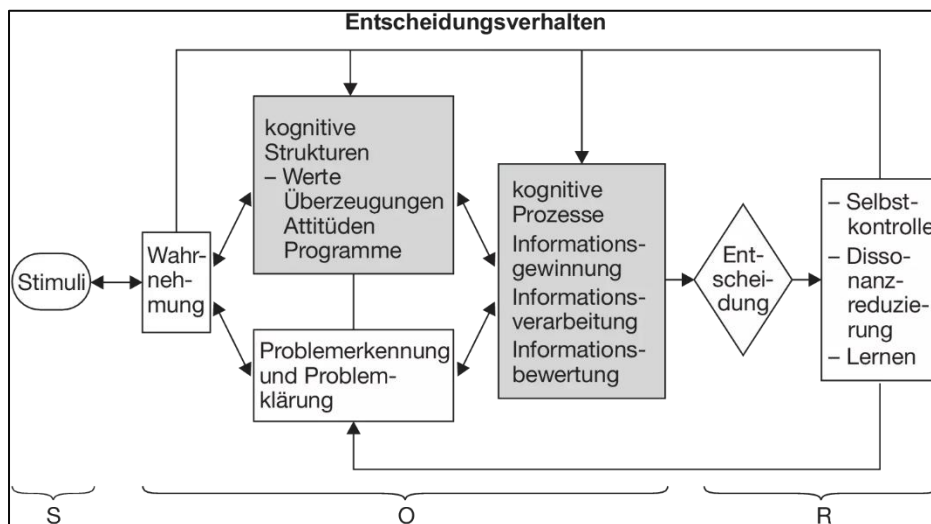 Entscheidungsverhalten
Stimuli
Wahr-
neh-
mung
kognitive
Strukturen
– Werte
Überzeugungen
Attitüden
Programme
Problemerkennung
und Problem-
klärung
kognitive
Prozesse
Informations-
gewinnung
Informations-
verarbeitung
Informations-
bewertung
Ent-
schei-
dung
– Selbst-
kontrolle
– Disso-
nanz-
reduzie-
rung
– Lernen
S
O
R